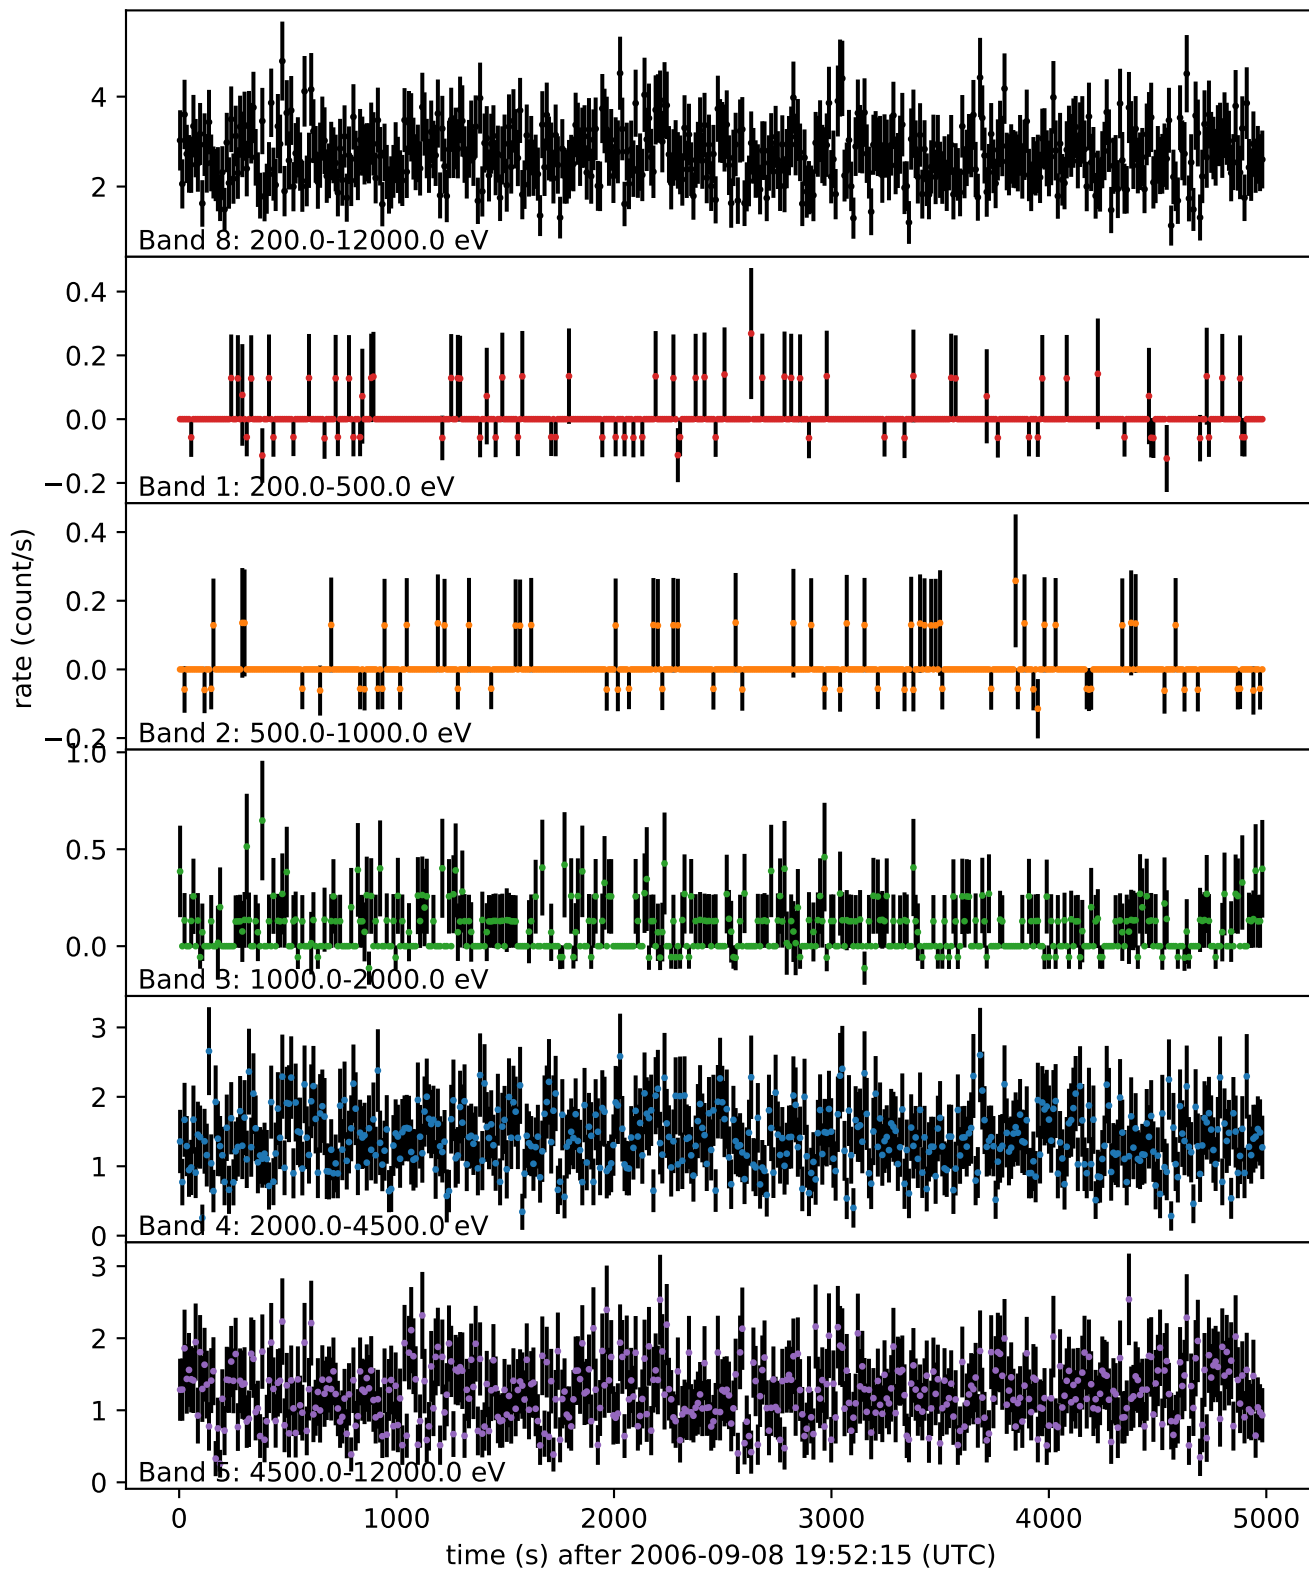 4
2
Band 8: 200.0-12000.0 eV
0.4
0.2
0.0
−0.2
Band 1: 200.0-500.0 eV
rate (count/s)
0.4
0.2
0.0
−0.2
Band 2: 500.0-1000.0 eV
1.0
0.5
0.0
Band 3: 1000.0-2000.0 eV
3
2
1
0
Band 4: 2000.0-4500.0 eV
3
2
1
0
Band 5: 4500.0-12000.0 eV
0 1000 2000 3000 4000 5000
time (s) after 2006-09-08 19:52:15 (UTC)